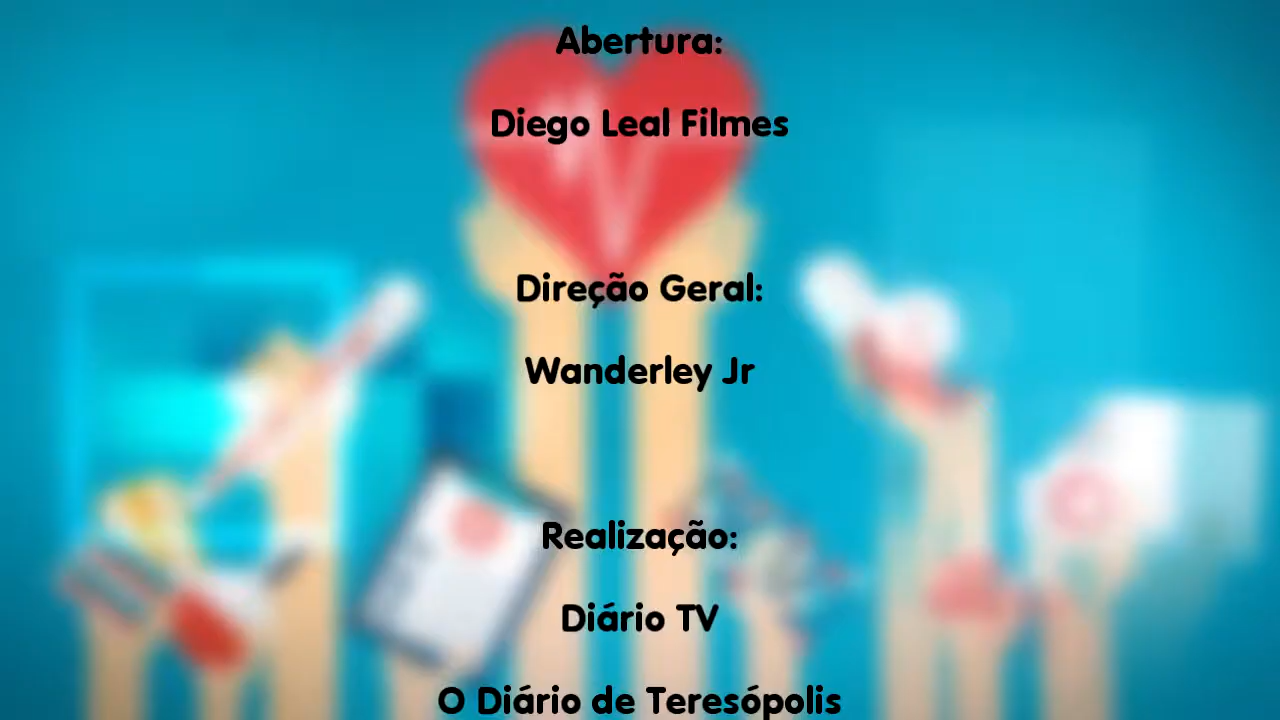 Abertura:
Diego Leal Filmes
Direção Geral:
Wanderley Jr
Realização:
Diário TV
O Diário de Teresópolis